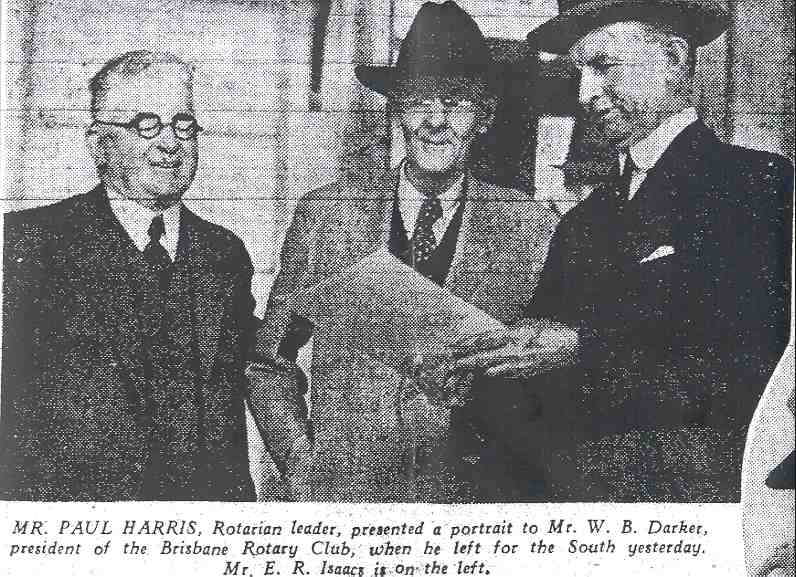 MR. PAUL HARRIS, Rotarian leader, presented a portrait to Mr. W. B. Darker,
president of the Brisbane Rotary Club, when he left for the South yesterday.
Mr. E. R. Isaacs is on the left.